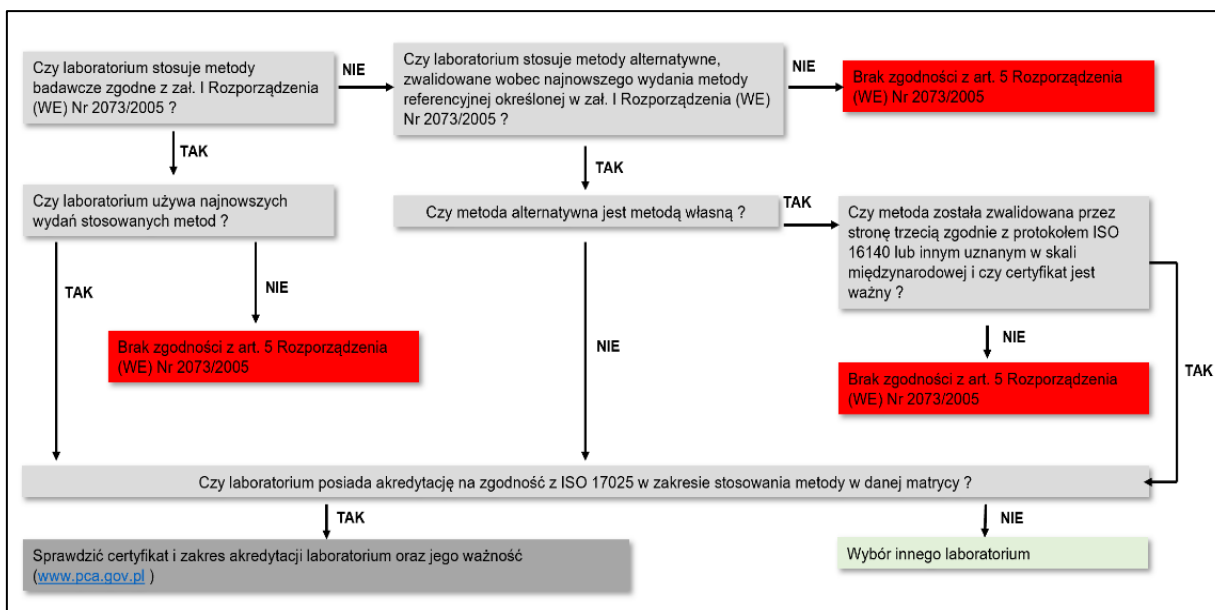 Czy laboratorium stosuje metody
badawcze zgodne z zał. I Rozporządzenia
(WE) Nr 2073/2005 ?
NIE
Czy laboratorium stosuje metody alternatywne,
zwalidowane wobec najnowszego wydania metody
referencyjnej określonej w zał. I Rozporządzenia (WE)
Nr 2073/2005 ?
NIE
Brak zgodności z art. 5 Rozporządzenia
(WE) Nr 2073/2005
TAK
TAK
Czy laboratorium używa najnowszych
wydań stosowanych metod ?
Czy metoda alternatywna jest metodą własną ?
TAK
Czy metoda została zwalidowana przez
stronę trzecią zgodnie z protokołem ISO
16140 lub innym uznanym w skali
międzynarodowej i czy certyfikat jest
ważny ?
TAK
NIE
Brak zgodności z art. 5 Rozporządzenia
(WE) Nr 2073/2005
NIE
NIE
TAK
Brak zgodności z art. 5 Rozporządzenia
(WE) Nr 2073/2005
Czy laboratorium posiada akredytację na zgodność z ISO 17025 w zakresie stosowania metody w danej matrycy ?
TAK
NIE
Sprawdzić certyfikat i zakres akredytacji laboratorium oraz jego ważność
(www.pca.gov.pl )
Wybór innego laboratorium